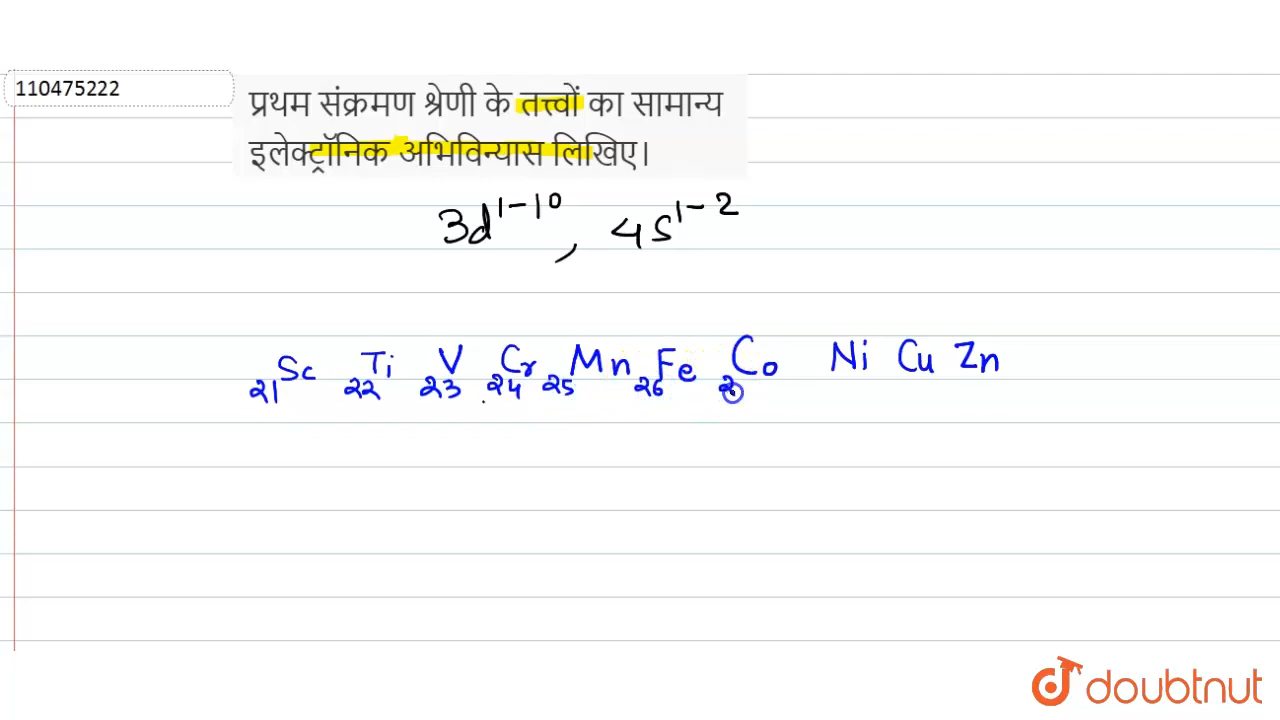 110475222
प्रथम संक्रमण श्रेणी के तत्त्वों का सामान्य
इलेक्ट्रॉनिक अभिविन्यास लिखिए।
3d¹⁻¹⁰, 4s¹⁻²
₂₁Sc ₂₂Ti ₂₃V ₂₄Cr ₂₅Mn ₂₆Fe ₂Co Ni Cu Zn
doubtnut